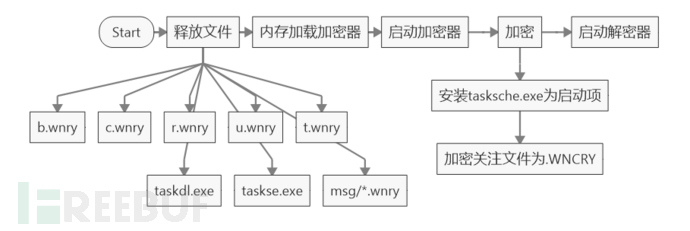 Start 释放文件 内存加载加密器 启动加密器 加密 启动解密器
安装tasksche.exe为启动项
b.wnry c.wnry r.wnry u.wnry t.wnry
加密关注文件为.WNCRY
taskdl.exe taskse.exe msg/*.wnry
FREEBUF